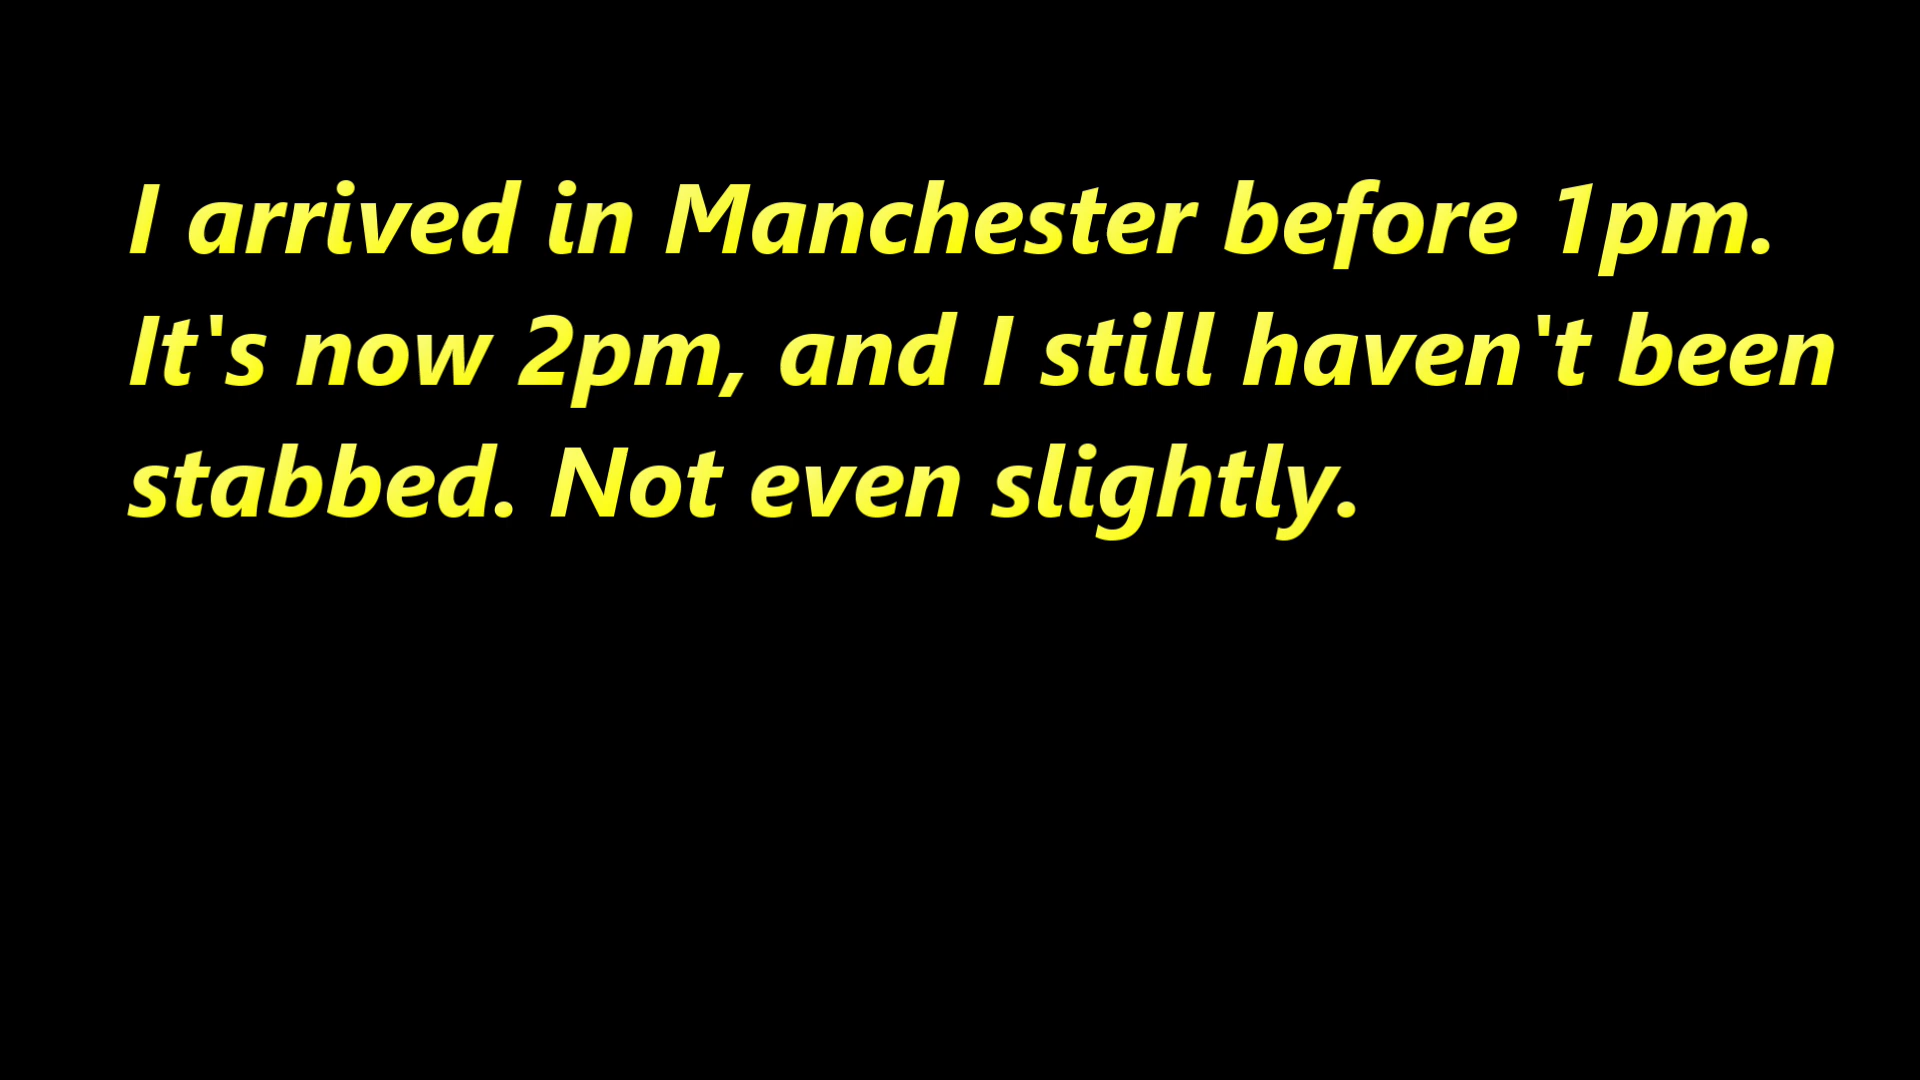 I arrived in Manchester before 1pm.
It's now 2pm, and I still haven't been
stabbed. Not even slightly.